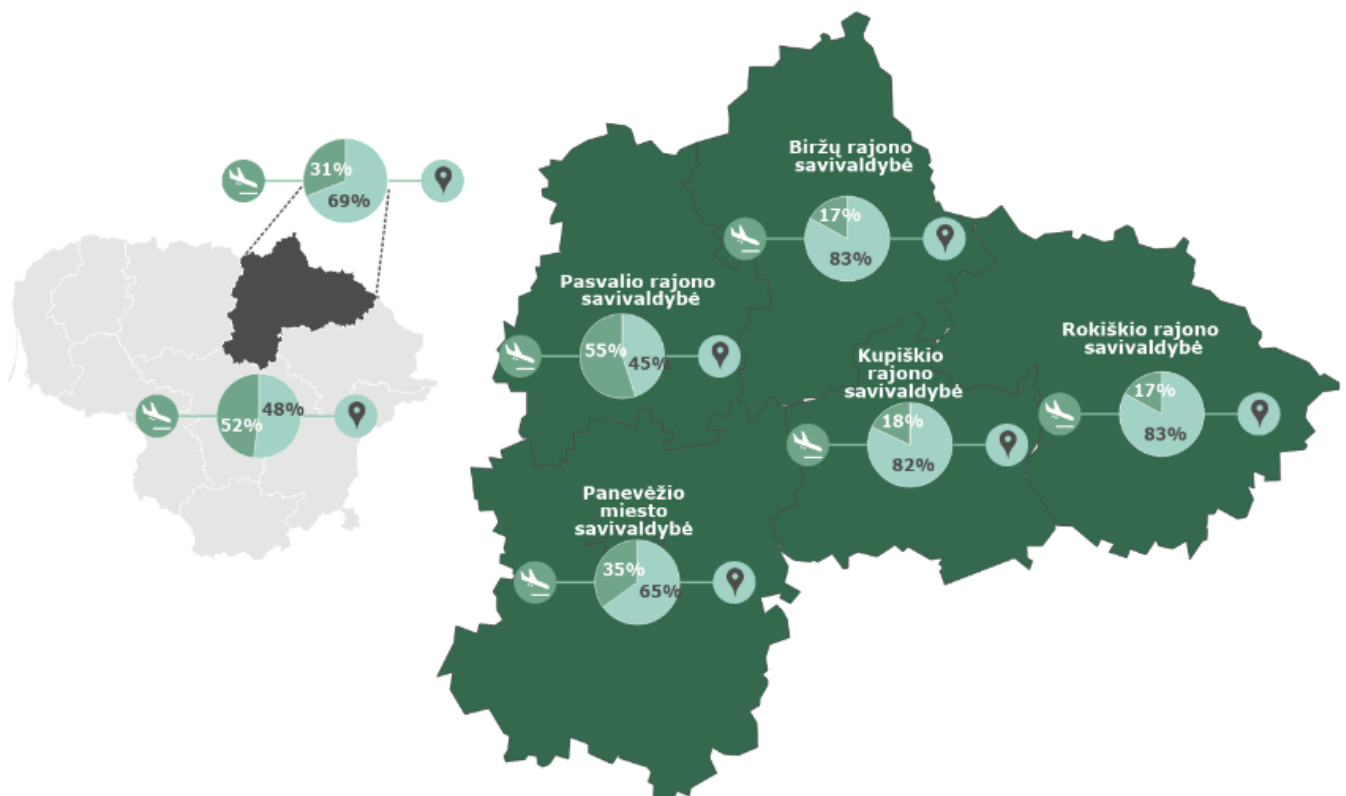 31%
69%
48%
52%
Biržų rajono
savivaldybė
17%
83%
Pasvalio rajono
savivaldybė
55%
45%
Kupiškio
rajono
savivaldybė
18%
82%
Rokiškio rajono
savivaldybė
17%
83%
Panevėžio
miesto
savivaldybė
35%
65%